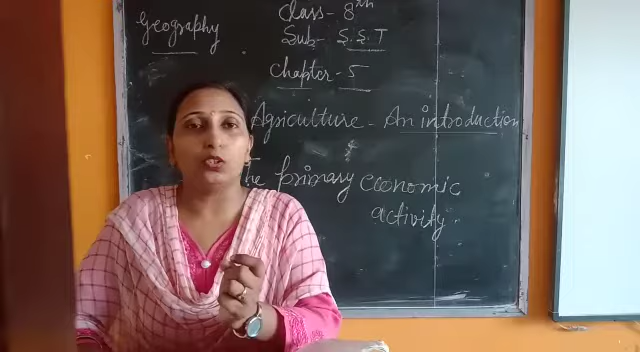 Geography
Class- 8th
Sub- S.S.T
Chapter-5
Agriculture - An introduction
The primary economic
activity.